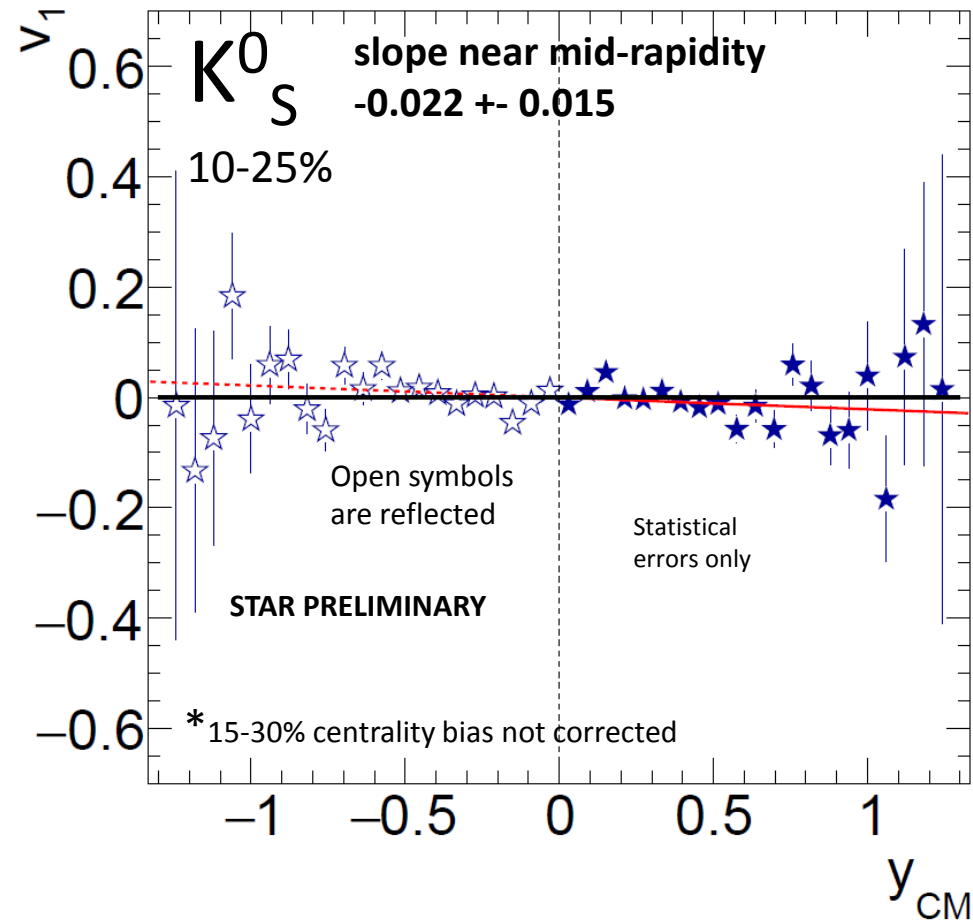 v₁
K⁰_S
slope near mid-rapidity
-0.022 +- 0.015
10-25%
0.6
0.4
0.2
0
−0.2
−0.4
−0.6
Open symbols
are reflected
Statistical
errors only
STAR PRELIMINARY
*15-30% centrality bias not corrected
−1
−0.5
0
0.5
1
y_CM